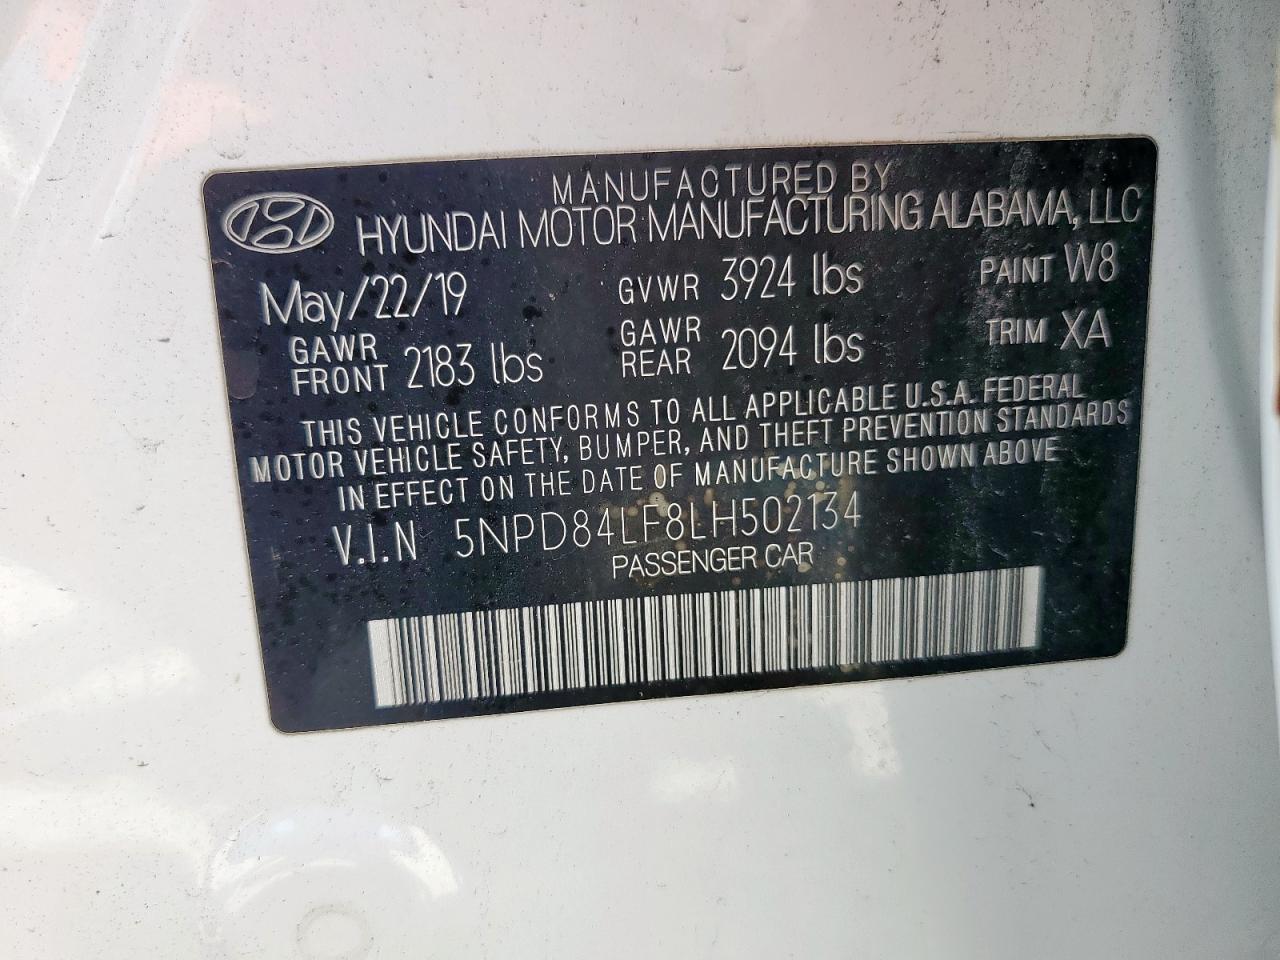 MANUFACTURED BY
HYUNDAI MOTOR MANUFACTURING ALABAMA, LLC
May/22/19 GVWR 3924 lbs PAINT W8
GAWR FRONT 2183 lbs GAWR REAR 2094 lbs TRIM XA
THIS VEHICLE CONFORMS TO ALL APPLICABLE U.S.A. FEDERAL
MOTOR VEHICLE SAFETY, BUMPER, AND THEFT PREVENTION STANDARDS
IN EFFECT ON THE DATE OF MANUFACTURE SHOWN ABOVE
V.I.N 5NPD84LF8LH502134
PASSENGER CAR